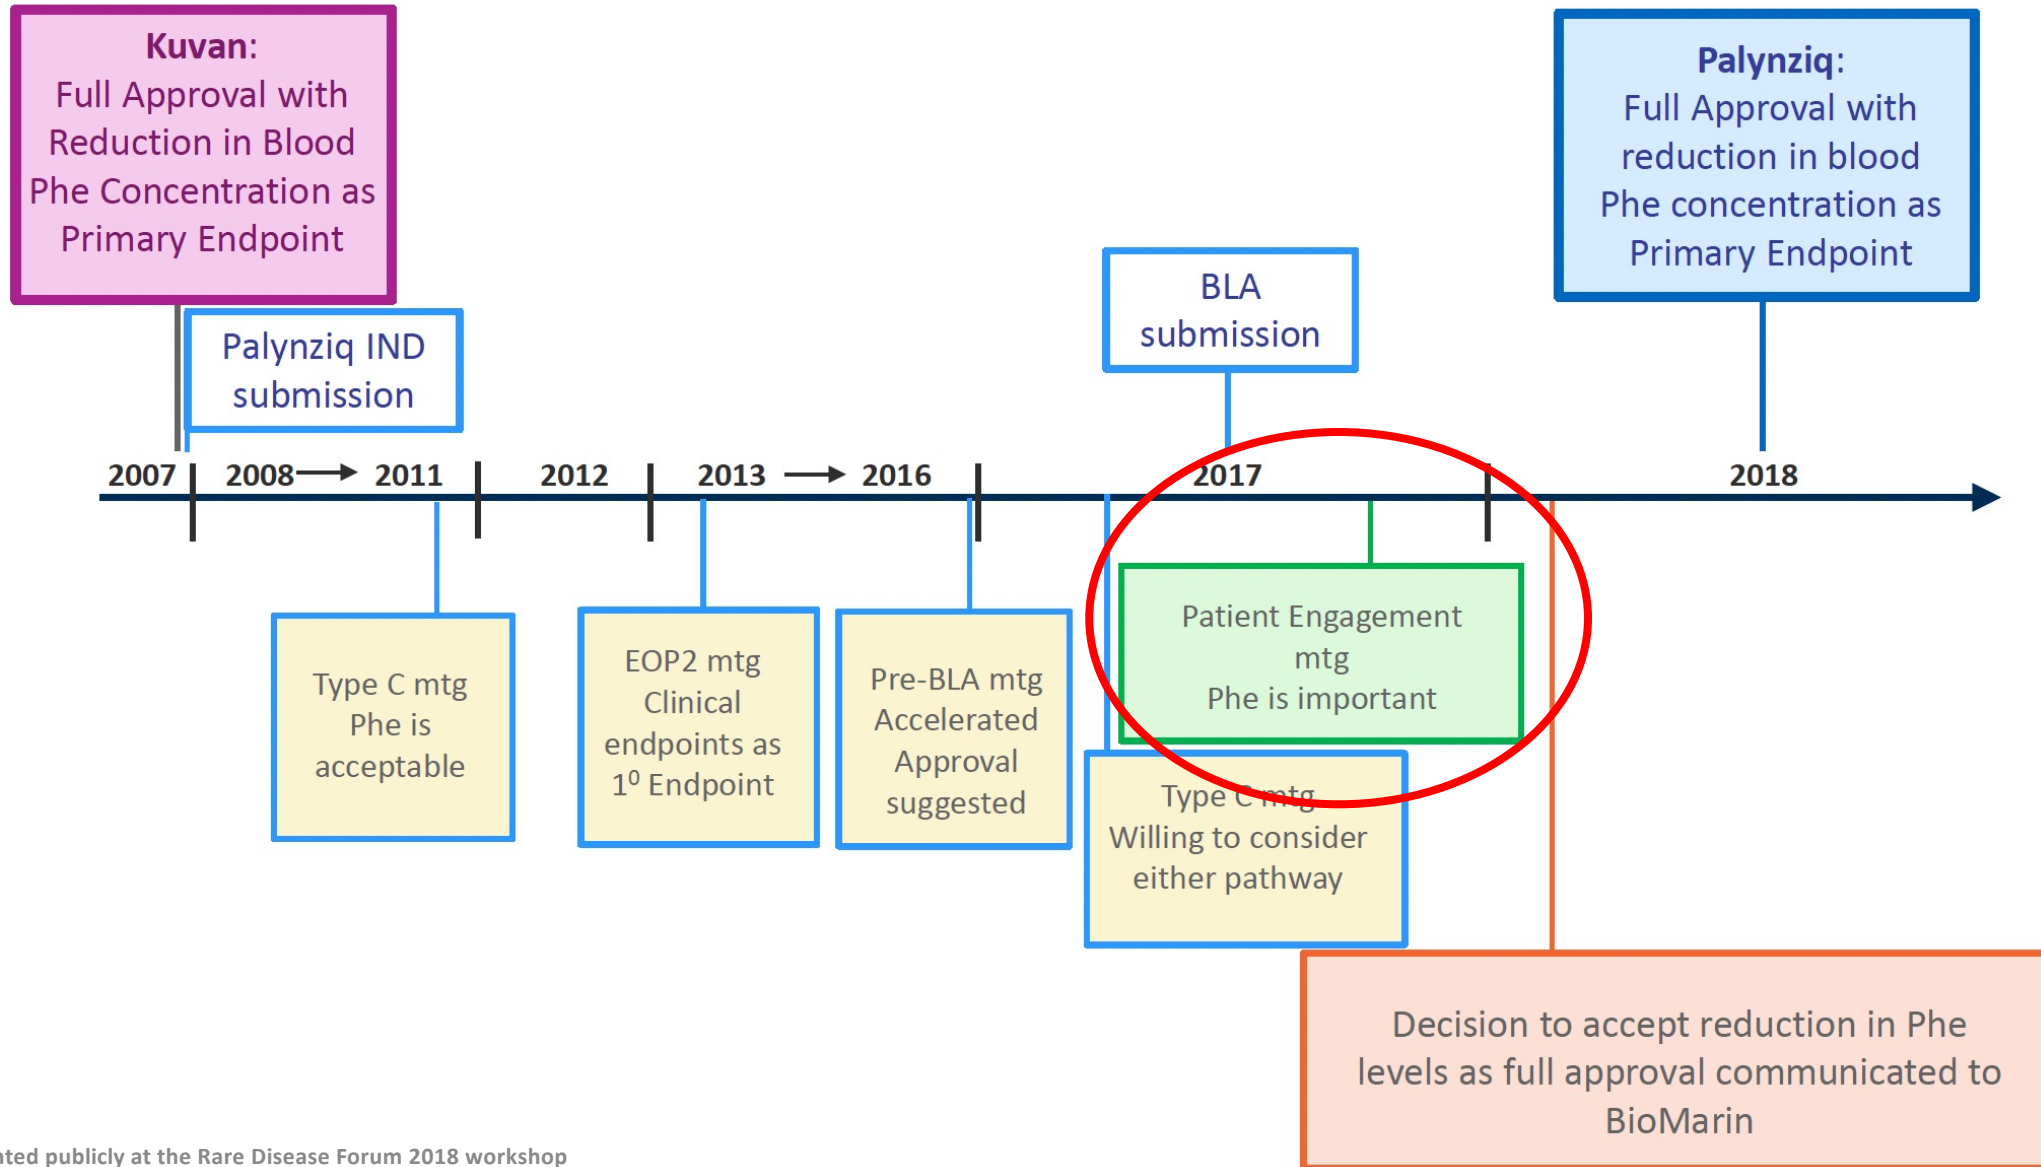 Kuvan:
Full Approval with
Reduction in Blood
Phe Concentration as
Primary Endpoint
Palynziq:
Full Approval with
reduction in blood
Phe concentration as
Primary Endpoint
BLA
submission
Palynziq IND
submission
2007
2008
2011
2012
2013
2016
2017
2018
Type C mtg
Phe is
acceptable
EOP2 mtg
Clinical
endpoints as
1⁰ Endpoint
Pre-BLA mtg
Accelerated
Approval
suggested
Patient Engagement
mtg
Phe is important
Type C mtg
Willing to consider
either pathway
Decision to accept reduction in Phe
levels as full approval communicated to
BioMarin
publicly at the Rare Disease Forum 2018 workshop